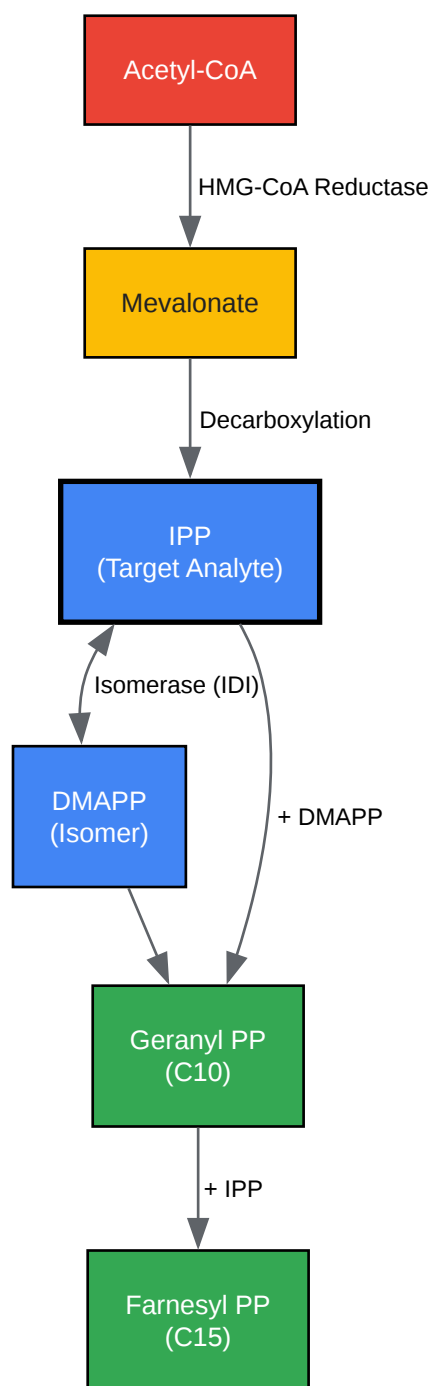 Acetyl-CoA
HMG-CoA Reductase
Mevalonate
Decarboxylation
IPP
(Target Analyte)
Isomerase (IDI)
DMAPP
(Isomer)
+ DMAPP
Geranyl PP
(C10)
+ IPP
Farnesyl PP
(C15)